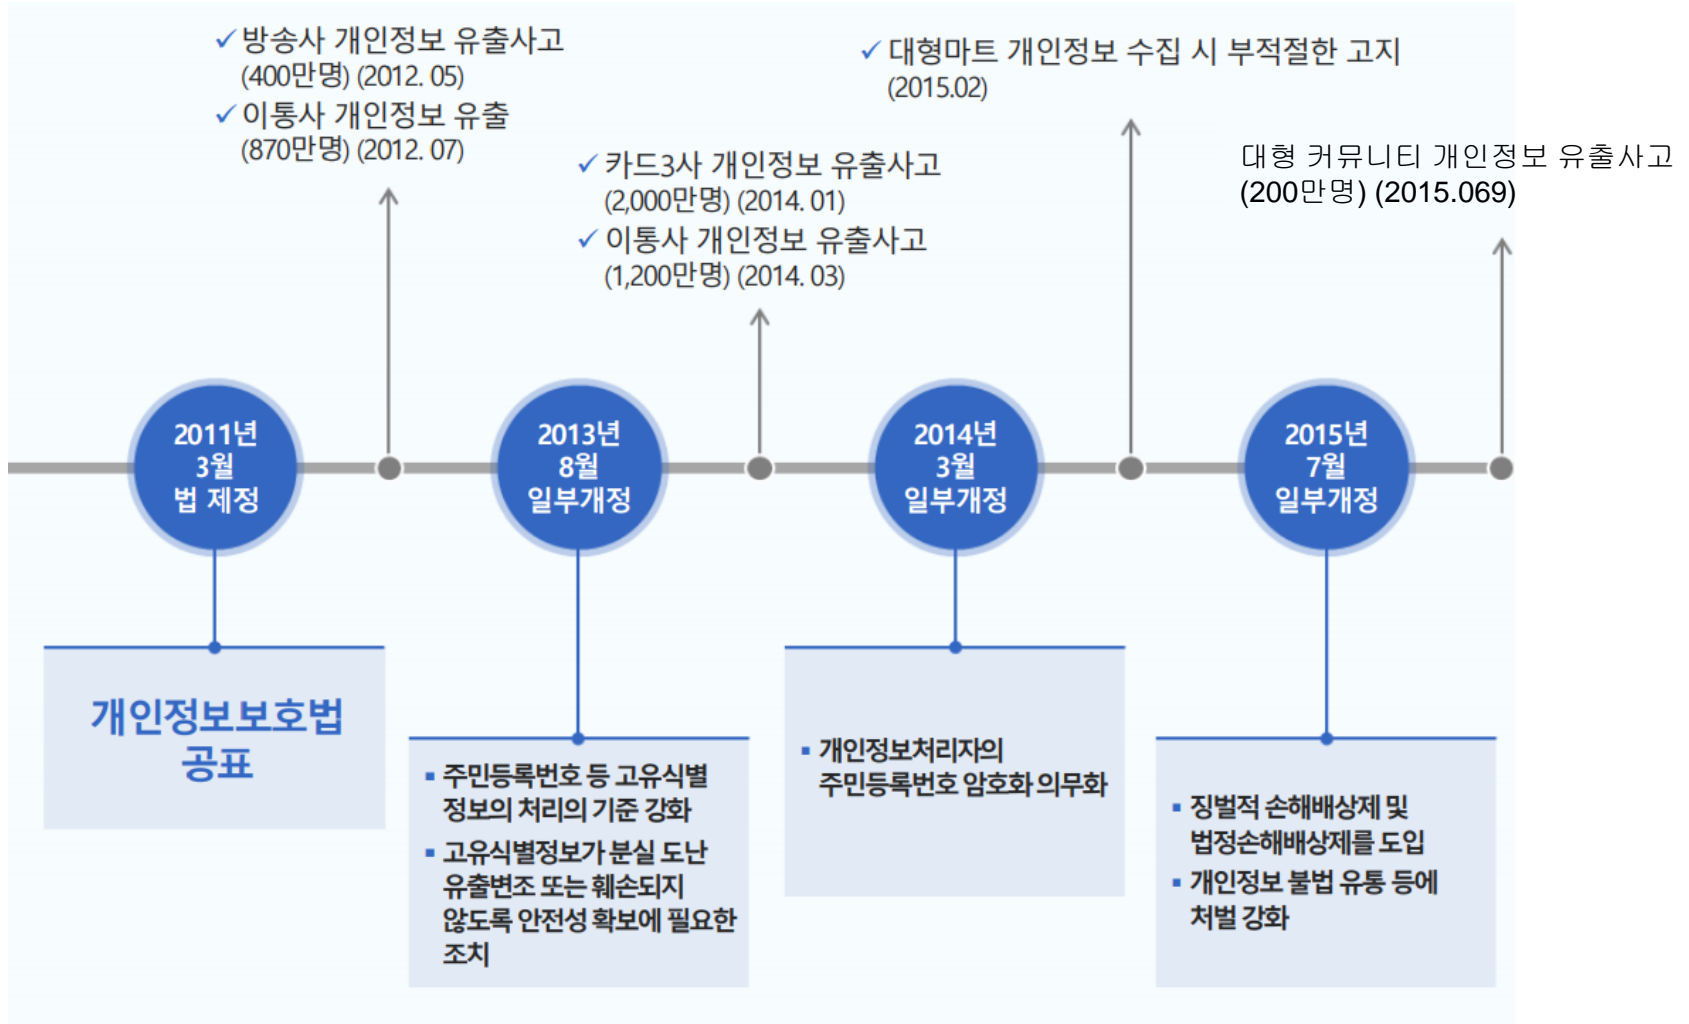 방송사 개인정보 유출사고
(400만명) (2012. 05)
이통사 개인정보 유출
(870만명) (2012. 07)
카드3사 개인정보 유출사고
(2,000만명) (2014. 01)
이통사 개인정보 유출사고
(1,200만명) (2014. 03)
대형마트 개인정보 수집 시 부적절한 고지
(2015.02)
대형 커뮤니티 개인정보 유출사고
(200만명) (2015.069)
2011년
3월
법 제정
2013년
8월
일부개정
2014년
3월
일부개정
2015년
7월
일부개정
개인정보보호법
공표
주민등록번호 등 고유식별
정보의 처리의 기준 강화
고유식별정보가 분실 도난
유출변조 또는 훼손되지
않도록 안전성 확보에 필요한
조치
개인정보처리자의
주민등록번호 암호화 의무화
징벌적 손해배상제 및
법정손해배상제를 도입
개인정보 불법 유통 등에
처벌 강화